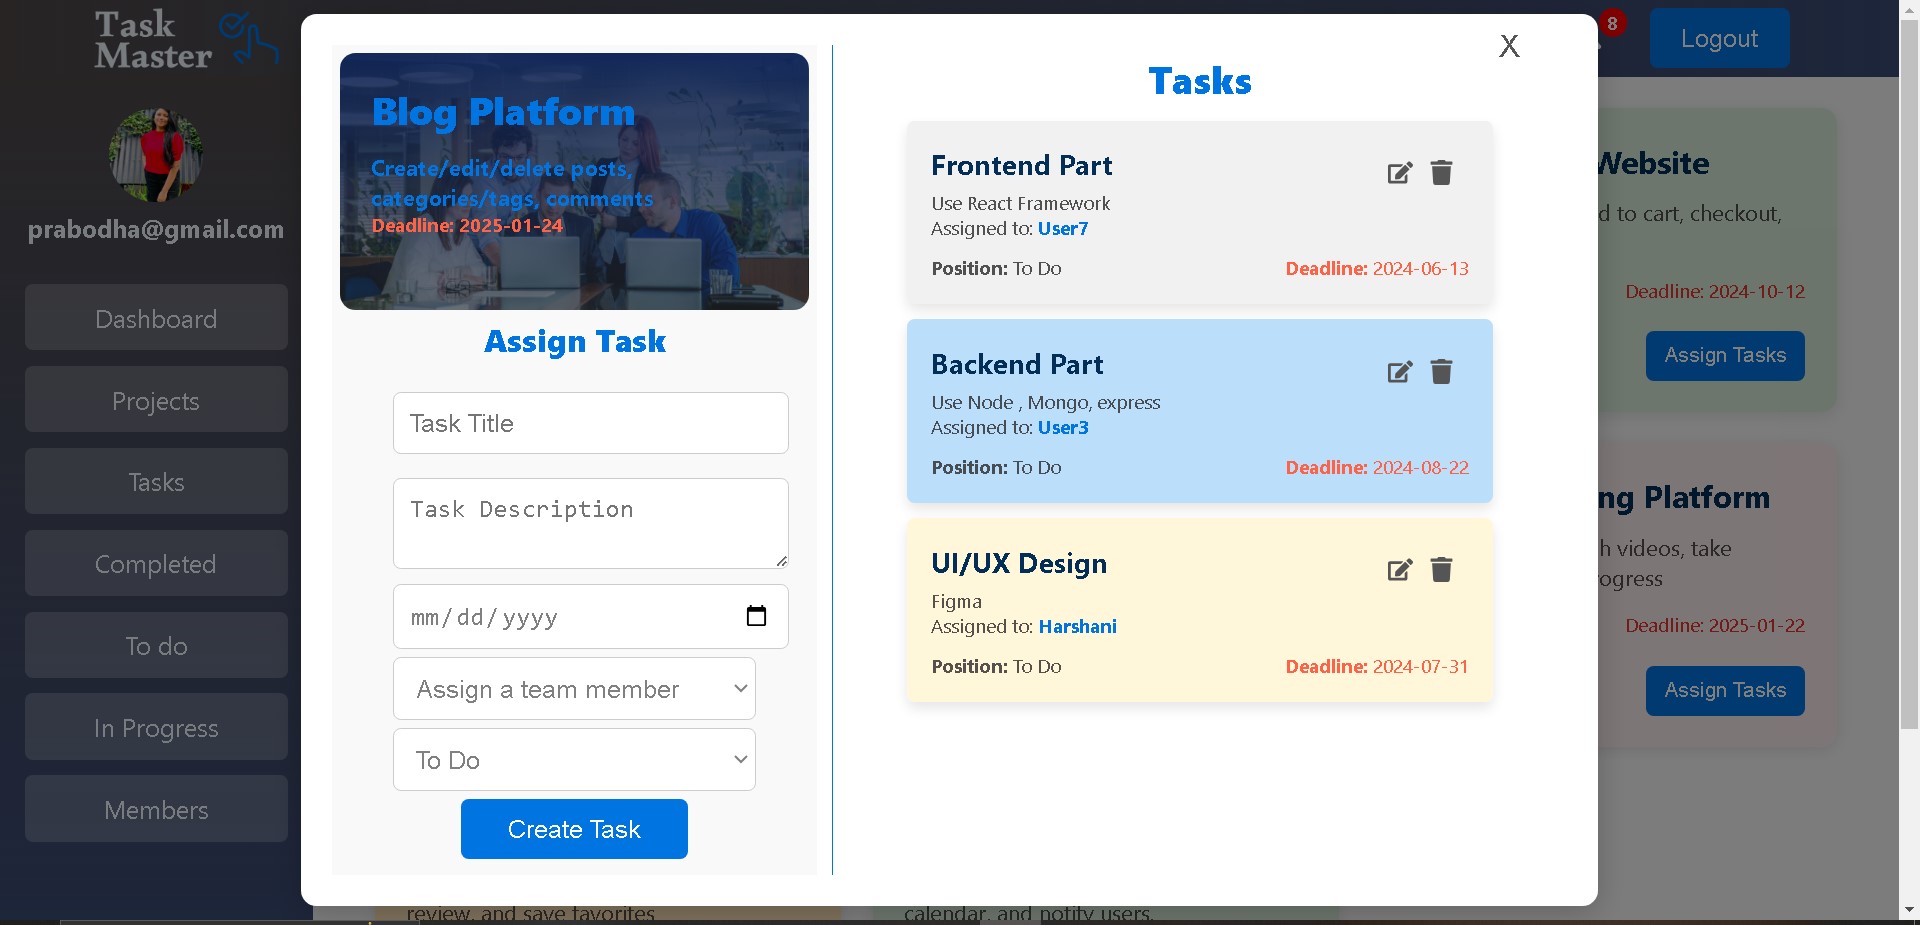 Task
Master
prabodha@gmail.com
Dashboard
Projects
Tasks
Completed
To do
In Progress
Members
Blog Platform
Create/edit/delete posts,
categories/tags, comments
Deadline: 2025-01-24
Assign Task
Task Title
Task Description
mm/dd/yyyy
Assign a team member
To Do
Create Task
X
Tasks
Frontend Part
Use React Framework
Assigned to: User7
Position: To Do
Deadline: 2024-06-13
Backend Part
Use Node , Mongo, express
Assigned to: User3
Position: To Do
Deadline: 2024-08-22
UI/UX Design
Figma
Assigned to: Harshani
Position: To Do
Deadline: 2024-07-31
8
Logout
Website
d to cart, checkout,
Deadline: 2024-10-12
Assign Tasks
ng Platform
h videos, take
ogress
Deadline: 2025-01-22
Assign Tasks
review, and save favorites
calendar, and notify users.